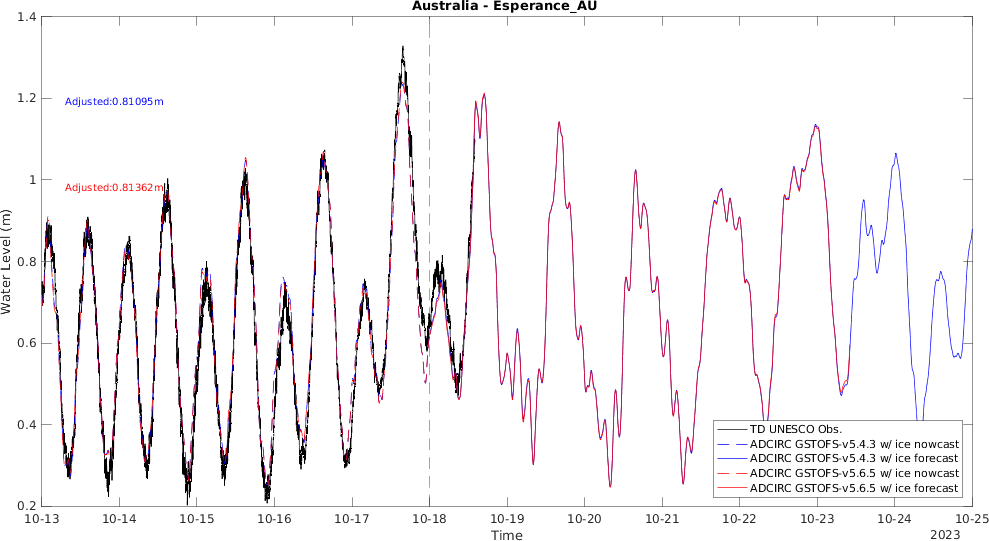 Australia - Esperance_AU
1.4
1.2
1
0.8
0.6
0.4
0.2
Water Level (m)
Adjusted:0.81095m
Adjusted:0.81362m
TD UNESCO Obs.
ADCIRC GSTOFS-v5.4.3 w/ ice nowcast
ADCIRC GSTOFS-v5.4.3 w/ ice forecast
ADCIRC GSTOFS-v5.6.5 w/ ice nowcast
ADCIRC GSTOFS-v5.6.5 w/ ice forecast
10-13 10-14 10-15 10-16 10-17 10-18 10-19 10-20 10-21 10-22 10-23 10-24 10-25
Time
2023